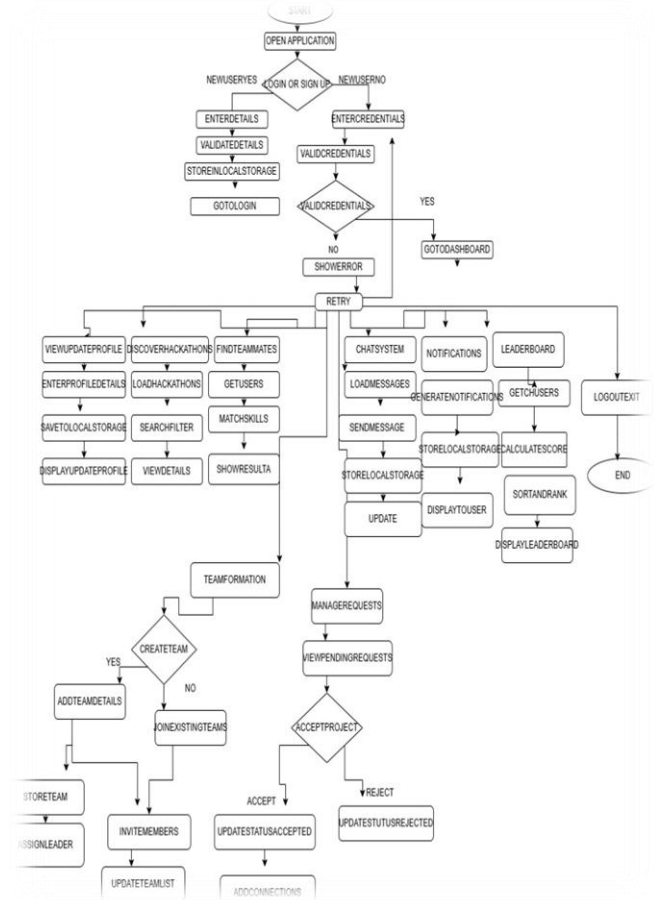 START
OPEN APPLICATION
NEWUSERYES
LOGIN OR SIGN UP
NEWUSERNO
ENTERDETAILS
ENTERCREDENTIALS
VALIDATEDETAILS
VALIDCREDENTIALS
STOREINLOCALSTORAGE
GOTOLOGIN
VALIDCREDENTIALS
YES
NO
GOTODASHBOARD
SHOWERROR
RETRY
VIEWUPDATEPROFILE
DISCOVERHACKATHONS
FINDTEAMMATES
CHATSYSTEM
NOTIFICATIONS
LEADERBOARD
ENTERPROFILEDETAILS
LOADHACKATHONS
GETUSERS
LOADMESSAGES
GENERATENOTIFICATIONS
GETCHUSERS
LOGOUTEXIT
SAVETOLOCALSTORAGE
SEARCHFILTER
MATCHSKILLS
SENDMESSAGE
STORELOCALSTORAGE
CALCULATESCORE
DISPLAYUPDATEPROFILE
VIEWDETAILS
SHOWRESULTA
STORELOCALSTORAGE
END
UPDATE
DISPLAYTOUSER
SORTANDRANK
DISPLAYLEADERBOARD
TEAMFORMATION
MANAGEREQUESTS
CREATETEAM
VIEWPENDINGREQUESTS
YES
NO
ADDTEAMDETAILS
JOINEXISTINGTEAMS
ACCEPTPROJECT
STORETEAM
ACCEPT
REJECT
ASSIGNLEADER
INVITEMEMBERS
UPDATESTATUSACCEPTED
UPDATESTUTUSREJECTED
UPDATETEAMLIST
ADDCONNECTIONS